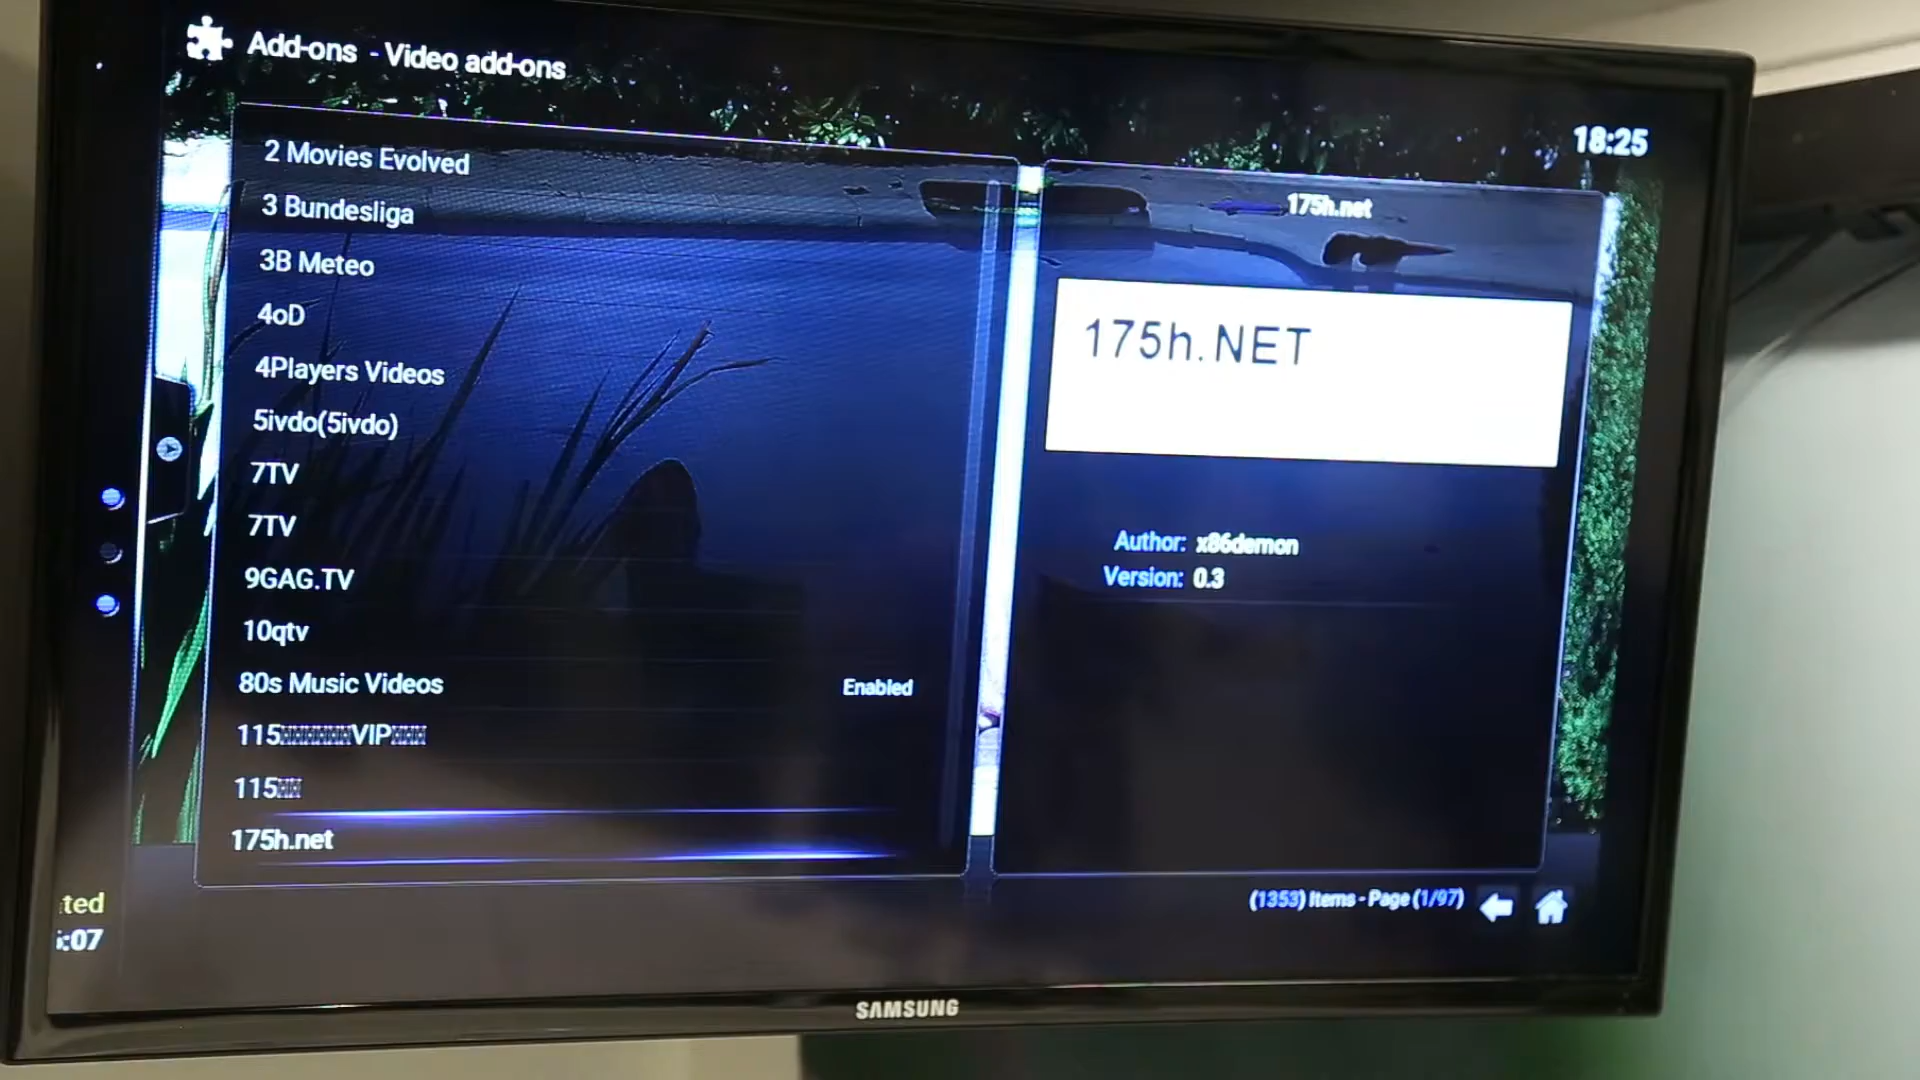 Add-ons - Video add-ons
18:25
2 Movies Evolved
3 Bundesliga
3B Meteo
4oD
4Players Videos
5ivdo(5ivdo)
7TV
7TV
9GAG.TV
10qtv
80s Music Videos Enabled
115VIP
115
175h.net
175h.net
175h.NET
Author: x86demon
Version: 0.3
(1353) Items - Page (1/97)
ted
:07
SAMSUNG